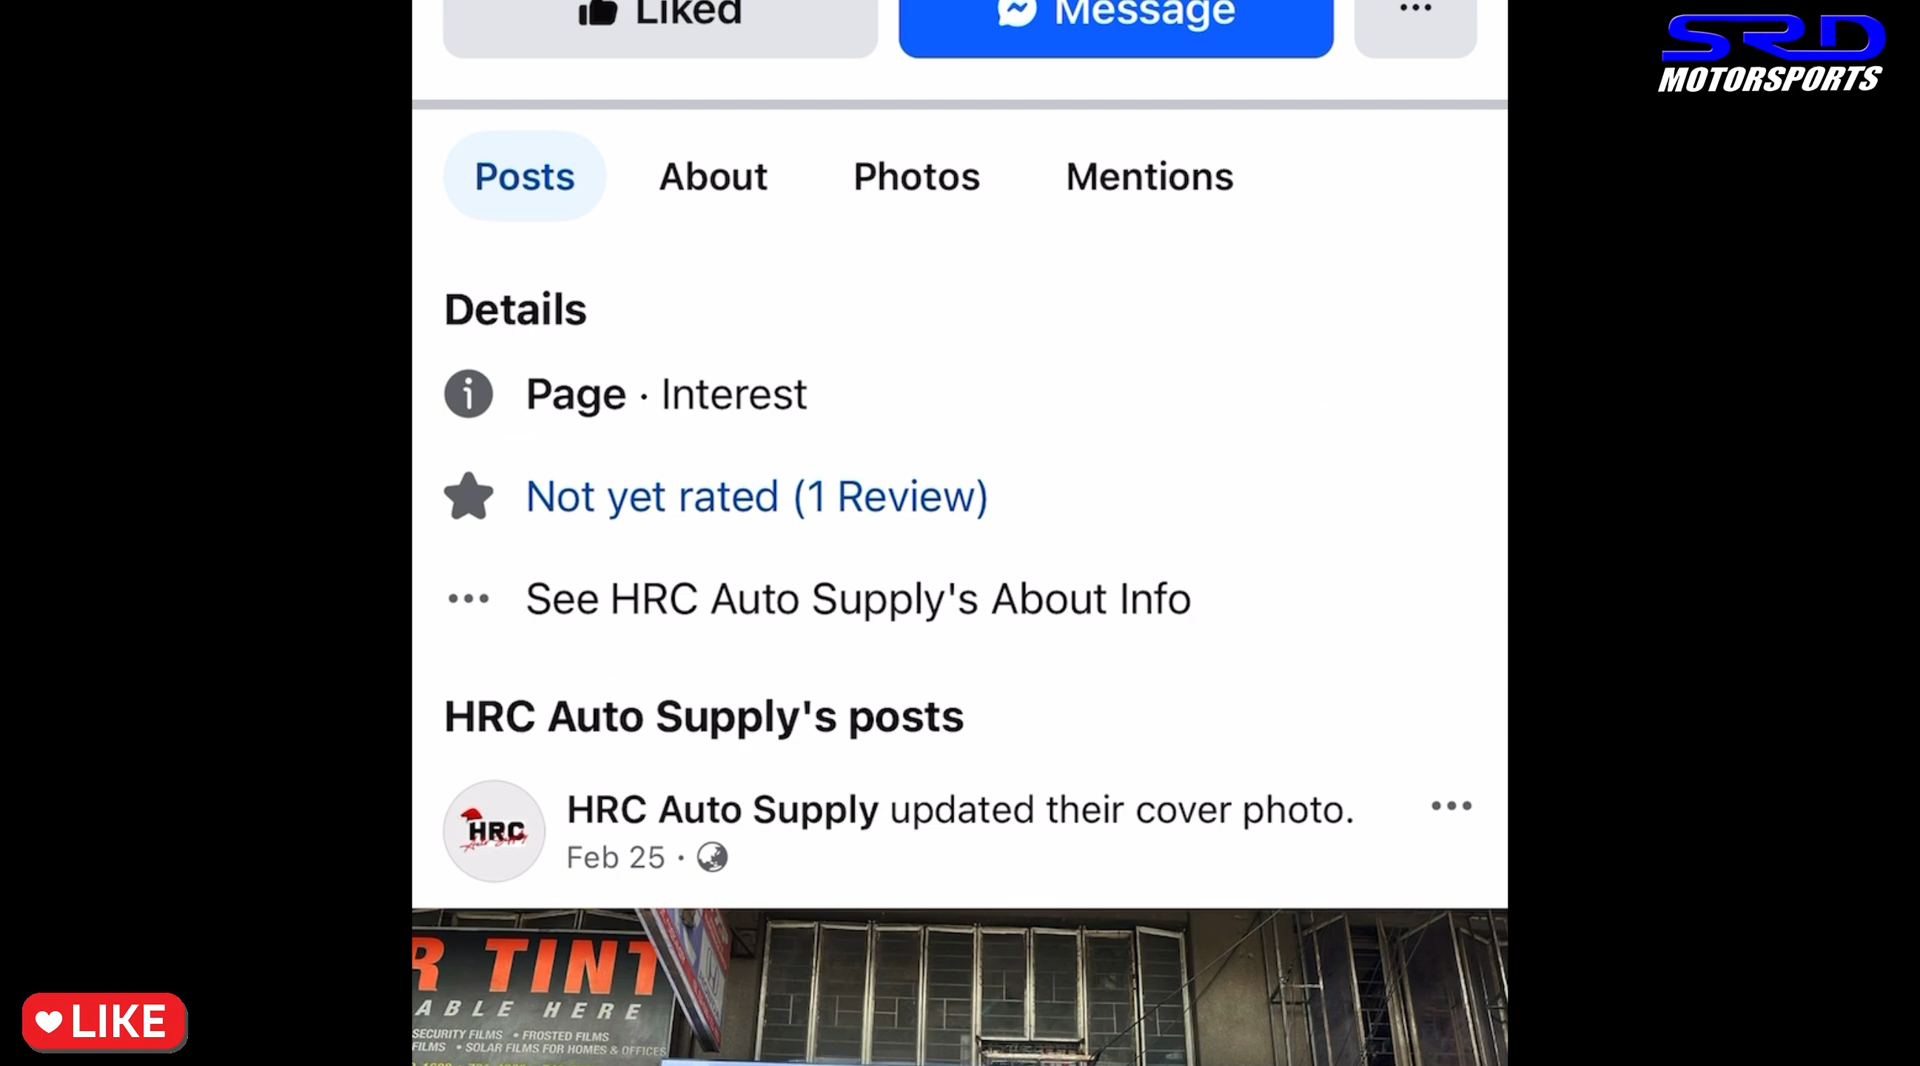 Liked
Message
SRD
MOTORSPORTS
Posts
About
Photos
Mentions
Details
Page · Interest
Not yet rated (1 Review)
See HRC Auto Supply's About Info
HRC Auto Supply's posts
HRC Auto Supply updated their cover photo.
Feb 25 ·
HRC
Auto Supply
R TINT
ABLE HERE
SECURITY FILMS • FROSTED FILMS
FILMS • SOLAR FILMS FOR HOMES & OFFICES
LIKE